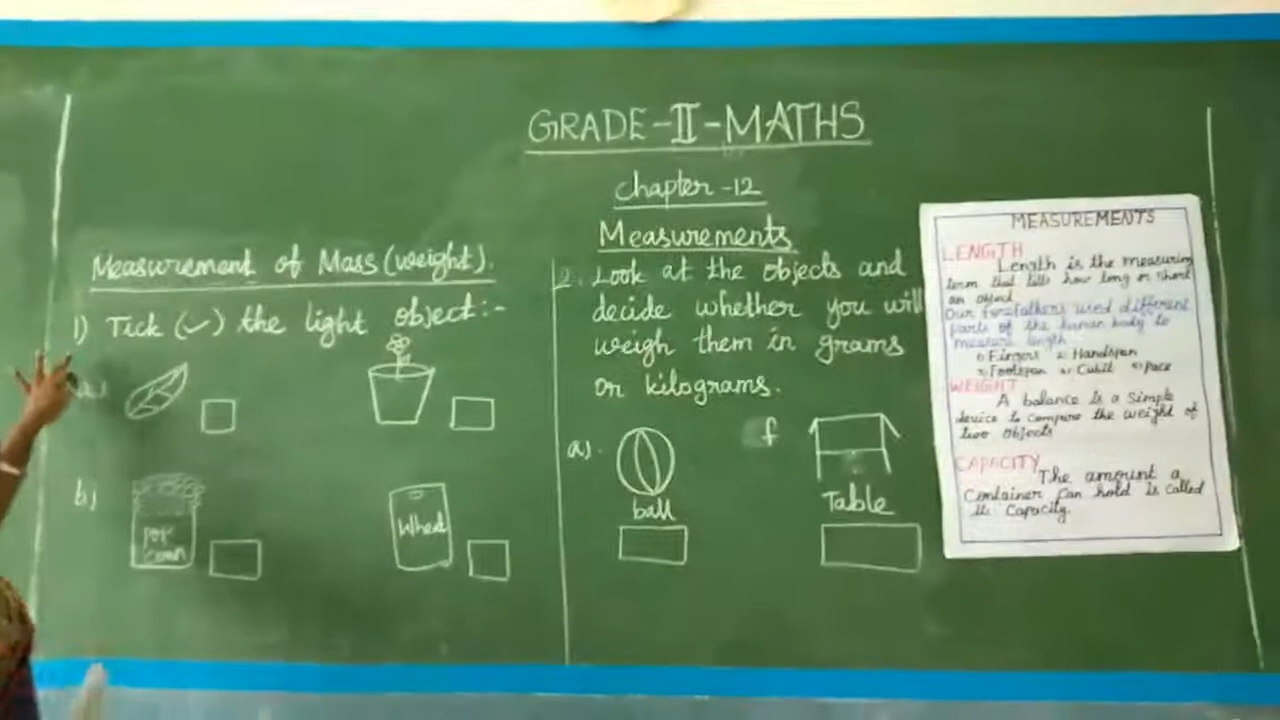 GRADE-II-MATHS
Chapter-12
Measurements
Measurement of Mass (weight).
1) Tick (✓) the light object:-
a)
b)
POP
corn
Wheat
2. Look at the objects and
decide whether you will
weigh them in grams
or kilograms.
a).
f
ball
Table
MEASUREMENTS
LENGTH
Length is the measuring
term that tells how long or short
an object
Our forefathers used different
parts of the human body to
measure length
Fingers Handspan
Footspan Cubit Pace
WEIGHT
A balance is a simple
device to compare the weight of
two objects
CAPACITY
The amount a
Container can hold is called
its Capacity.